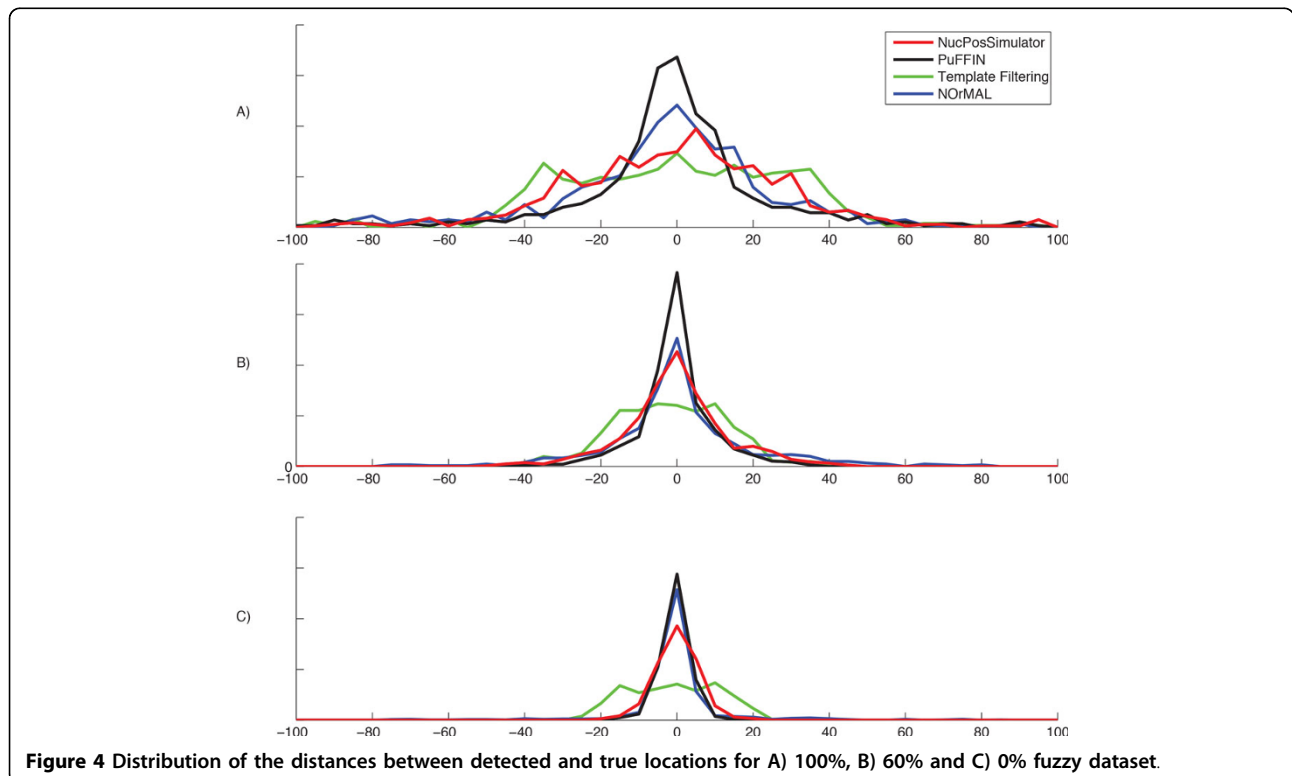 NucPosSimulator
PuFFIN
Template Filtering
NOrMAL
A)
−100 −80 −60 −40 −20 0 20 40 60 80 100
B)
0
−100 −80 −60 −40 −20 0 20 40 60 80 100
C)
−100 −80 −60 −40 −20 0 20 40 60 80 100
Figure 4 Distribution of the distances between detected and true locations for A) 100%, B) 60% and C) 0% fuzzy dataset.